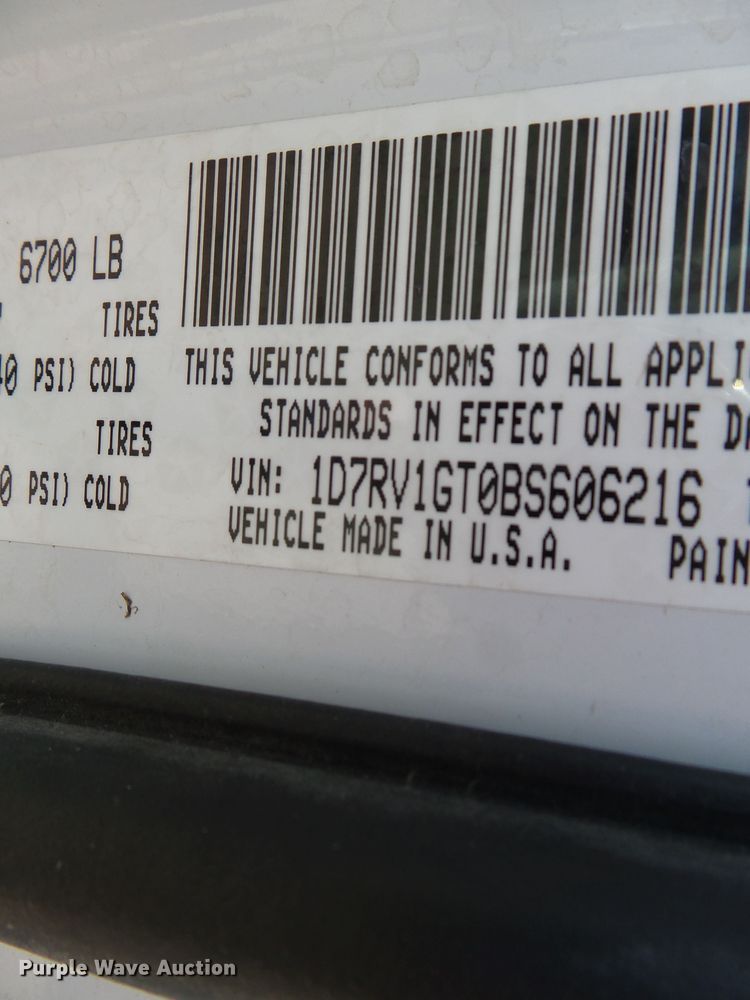 6700 LB
TIRES
PSI) COLD
TIRES
0 PSI) COLD
THIS VEHICLE CONFORMS TO ALL
STANDARDS IN EFFECT ON THE
VIN: 1D7RV1GT0BS606216
VEHICLE MADE IN U.S.A.
Purple Wave Auction